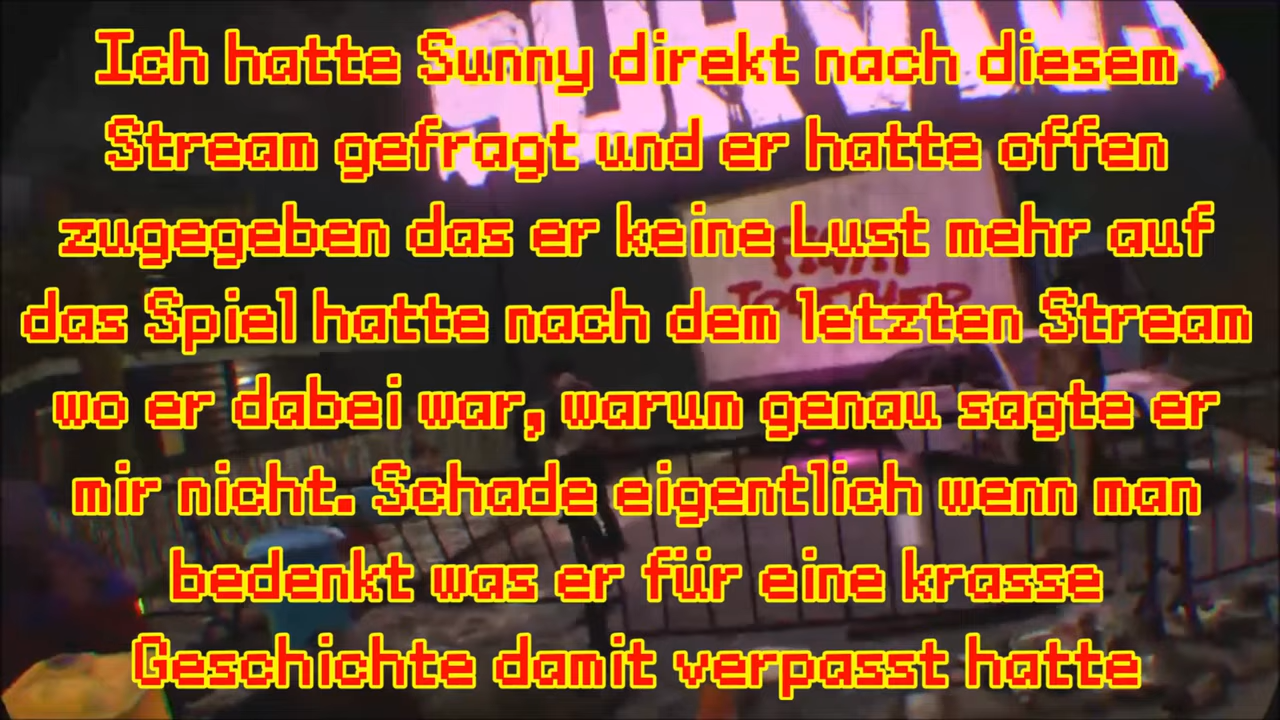 Ich hatte Sunny direkt nach diesem
Stream gefragt und er hatte offen
zugegeben das er keine Lust mehr auf
das Spiel hatte nach dem letzten Stream
wo er dabei war, warum genau sagte er
mir nicht. Schade eigentlich wenn man
bedenkt was er für eine krasse
Geschichte damit verpasst hatte
FIGHT
TOGETHER